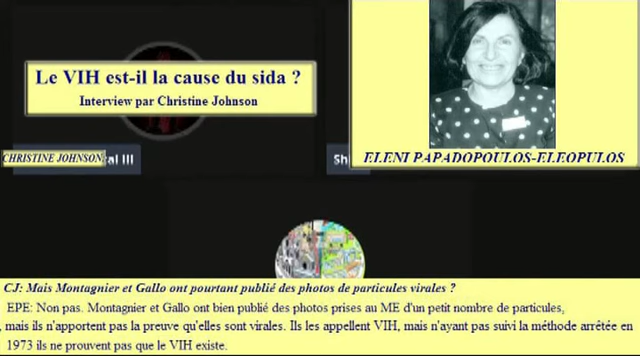 Le VIH est-il la cause du sida ?
Interview par Christine Johnson
CHRISTINE JOHNSON
al III
Sh
ELENI PAPADOPULOS-ELEOPULOS
CJ: Mais Montagnier et Gallo ont pourtant publié des photos de particules virales ?
EPE: Non pas. Montagnier et Gallo ont bien publié des photos prises au ME d'un petit nombre de particules,
, mais ils n'apportent pas la preuve qu'elles sont virales. Ils les appellent VIH, mais n'ayant pas suivi la méthode arrêtée en
1973 ils ne prouvent pas que le VIH existe.